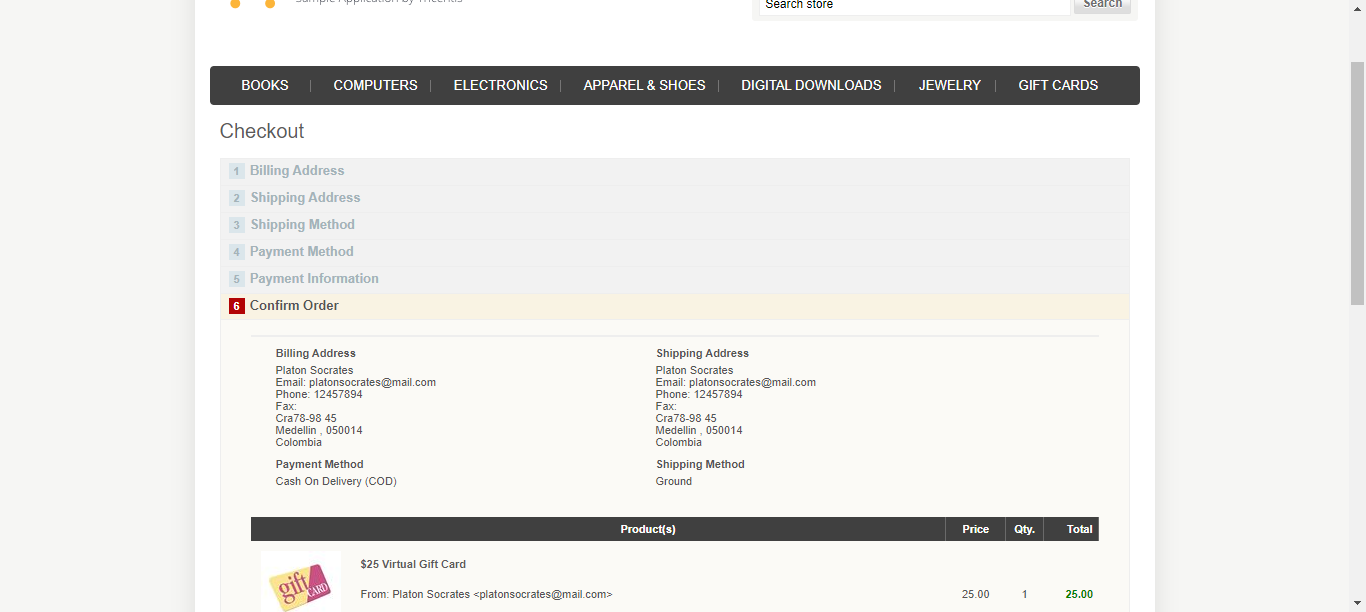 Sample Application by Tricentis
Search store
Search
BOOKS
COMPUTERS
ELECTRONICS
APPAREL & SHOES
DIGITAL DOWNLOADS
JEWELRY
GIFT CARDS
Checkout
1 Billing Address
2 Shipping Address
3 Shipping Method
4 Payment Method
5 Payment Information
6 Confirm Order
Billing Address
Platon Socrates
Email: platonsocrates@mail.com
Phone: 12457894
Fax:
Cra78-98 45
Medellin , 050014
Colombia
Payment Method
Cash On Delivery (COD)
Shipping Address
Platon Socrates
Email: platonsocrates@mail.com
Phone: 12457894
Fax:
Cra78-98 45
Medellin , 050014
Colombia
Shipping Method
Ground
Product(s) Price Qty. Total
gift CARD
$25 Virtual Gift Card
From: Platon Socrates <platonsocrates@mail.com> 25.00 1 25.00